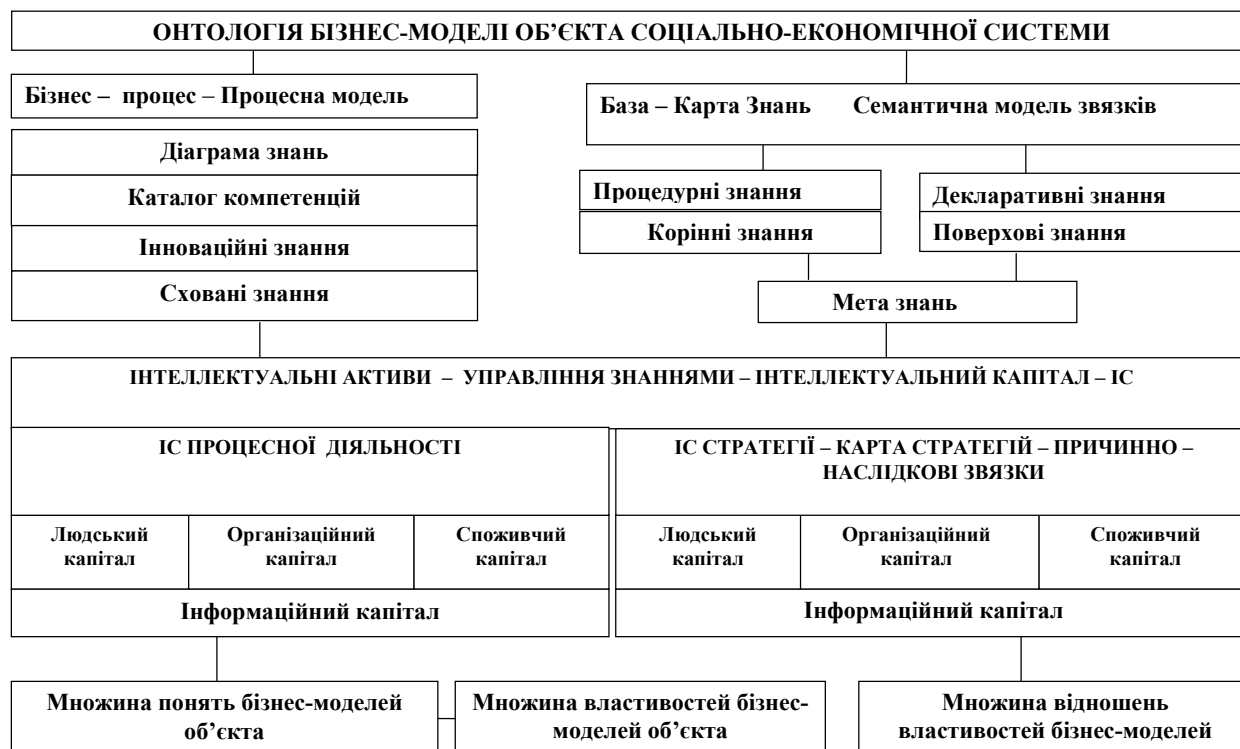 ОНТОЛОГІЯ БІЗНЕС-МОДЕЛІ ОБ’ЄКТА СОЦІАЛЬНО-ЕКОНОМІЧНОЇ СИСТЕМИ
Бізнес – процес – Процесна модель
База – Карта Знань Семантична модель звязків
Діаграма знань
Каталог компетенцій
Інноваційні знання
Сховані знання
Процедурні знання
Декларативні знання
Корінні знання
Поверхові знання
Мета знань
ІНТЕЛЛЕКТУАЛЬНІ АКТИВИ – УПРАВЛІННЯ ЗНАННЯМИ – ІНТЕЛЛЕКТУАЛЬНИЙ КАПІТАЛ – ІС
ІС ПРОЦЕСНОЇ ДІЯЛЬНОСТІ
ІС СТРАТЕГІЇ – КАРТА СТРАТЕГІЙ – ПРИЧИННО –
НАСЛІДКОВІ ЗВЯЗКИ
Людський
капітал
Організаційний
капітал
Споживчий
капітал
Людський
капітал
Організаційний
капітал
Споживчий
капітал
Інформаційний капітал
Інформаційний капітал
Множина понять бізнес-моделей
об’єкта
Множина властивостей бізнес-
моделей об’єкта
Множина відношень
властивостей бізнес-моделей